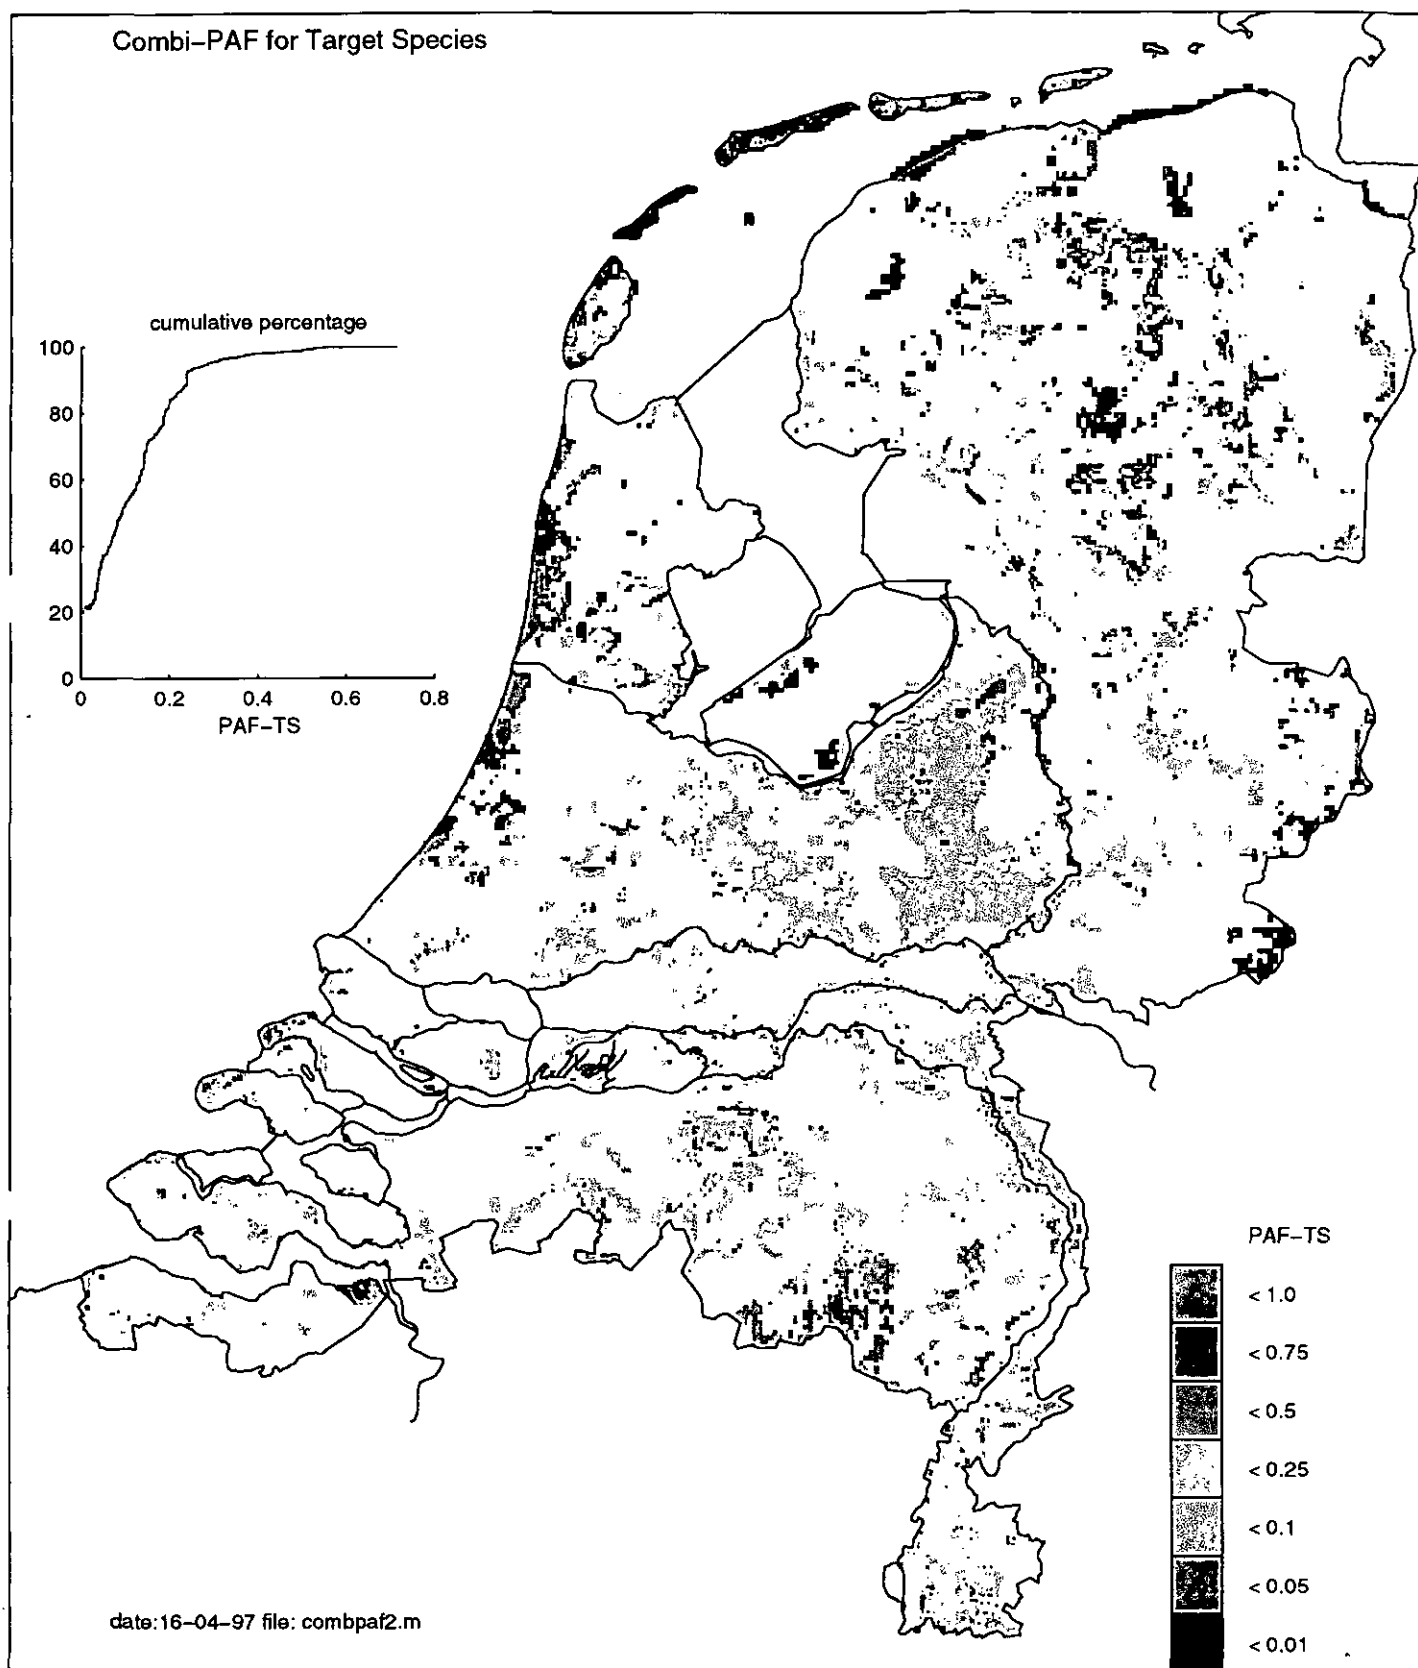 Combi-PAF for Target Species
cumulative percentage
100
80
60
40
20
0
0 0.2 0.4 0.6 0.8
PAF-TS
PAF-TS
< 1.0
< 0.75
< 0.5
< 0.25
< 0.1
< 0.05
< 0.01
date:16-04-97 file: combpaf2.m